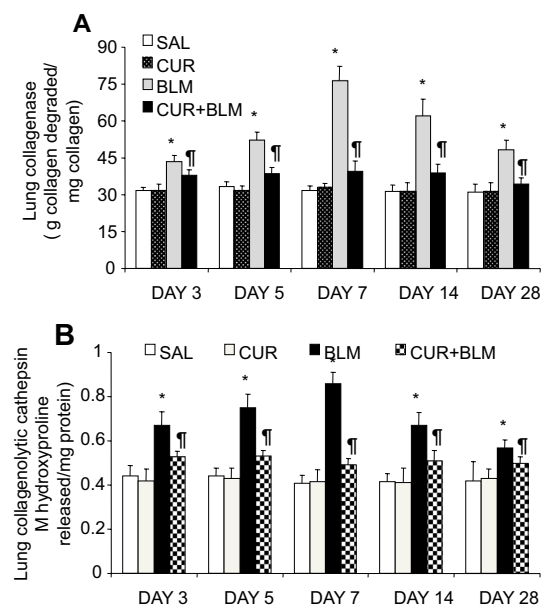 A
SAL
CUR
BLM
CUR+BLM
Lung collagenase
( g collagen degraded/
mg collagen)
90
75
60
45
30
15
0
* ¶ * ¶ * ¶ * ¶ * ¶
DAY 3 DAY 5 DAY 7 DAY 14 DAY 28
B
SAL CUR BLM CUR+BLM
Lung collagenolytic cathepsin
M hydroxyproline
released/mg protein)
1
0.8
0.6
0.4
0.2
0
* ¶ * ¶ * ¶ * ¶ * ¶
DAY 3 DAY 5 DAY 7 DAY 14 DAY 28